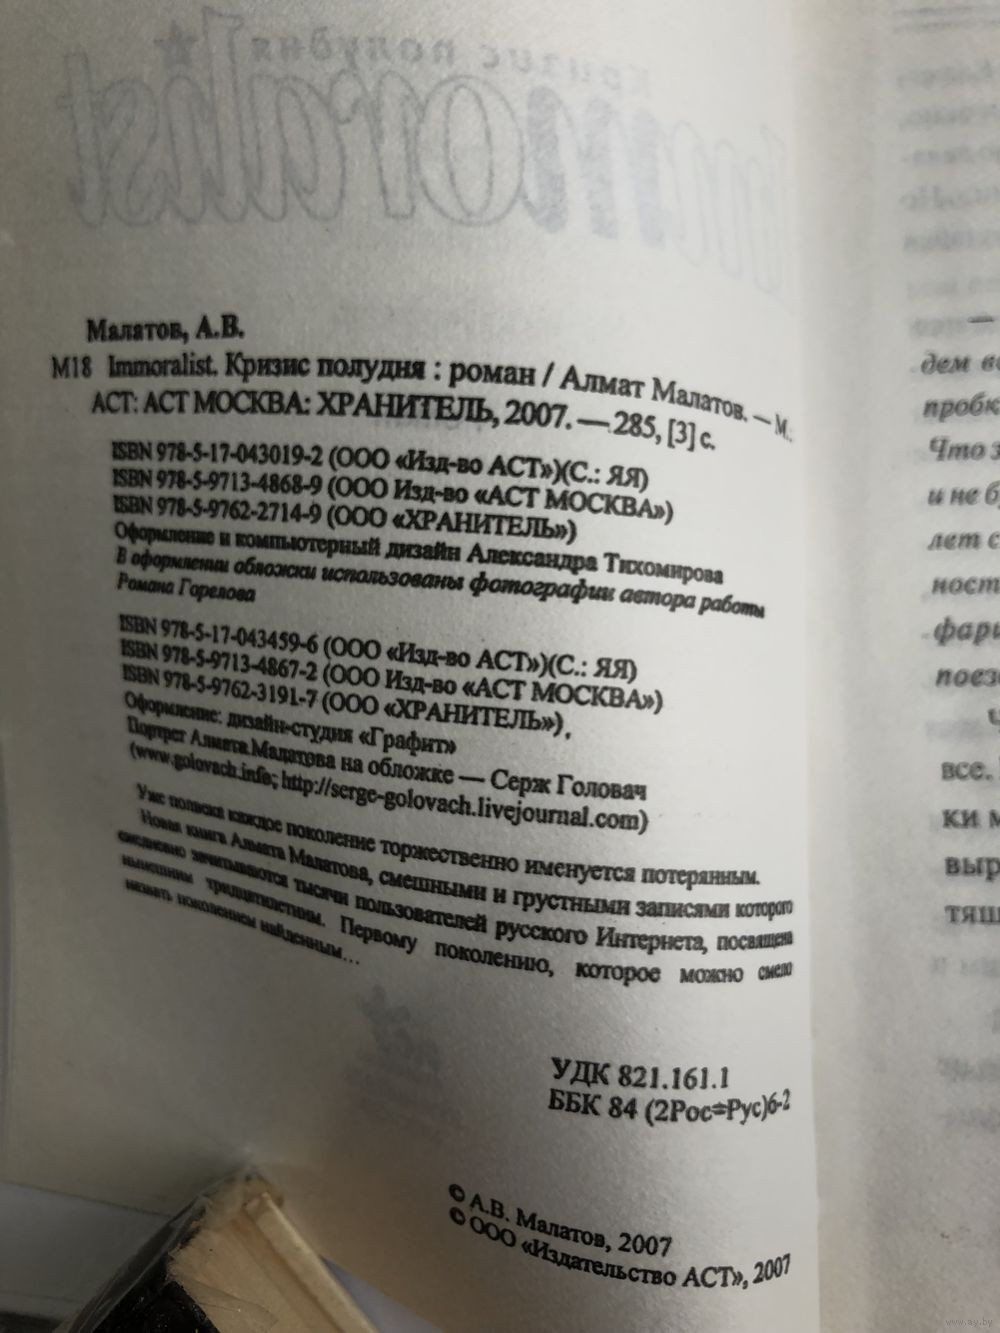 Малатов, А.В.
М18 Immoralist. Кризис полудня : роман / Алмат Малатов. — М.:
АСТ: АСТ МОСКВА: ХРАНИТЕЛЬ, 2007. — 285, [3] с.
ISBN 978-5-17-043019-2 (ООО «Изд-во АСТ»)(С.: ЯЯ)
ISBN 978-5-9713-4868-9 (ООО Изд-во «АСТ МОСКВА»)
ISBN 978-5-9762-2714-9 (ООО «ХРАНИТЕЛЬ»)
Оформление и компьютерный дизайн Александра Тихомирова
В оформлении обложки использованы фотографии автора работы
Романа Горелова
ISBN 978-5-17-043459-6 (ООО «Изд-во АСТ»)(С.: ЯЯ)
ISBN 978-5-9713-4867-2 (ООО Изд-во «АСТ МОСКВА»)
ISBN 978-5-9762-3191-7 (ООО «ХРАНИТЕЛЬ»),
Оформление: дизайн-студия «Графит»
Портрет Алмата Малатова на обложке — Серж Головач
(www.golovach.info; http://serge-golovach.livejournal.com)
Уже полвека каждое поколение торжественно именуется потерянным.
Новая книга Алмата Малатова, смешными и грустными записями которого
ежедневно зачитываются тысячи пользователей русского Интернета, посвящена
нынешним тридцатилетним. Первому поколению, которое можно смело
назвать поколением найденным...
УДК 821.161.1
ББК 84 (2Рос=Рус)6-2
© А.В. Малатов, 2007
© ООО «Издательство АСТ», 2007
—
дем
пробк
Что
и не
лет
ност
фар
поез
все.
ки
выр
тящ
www.ay.by